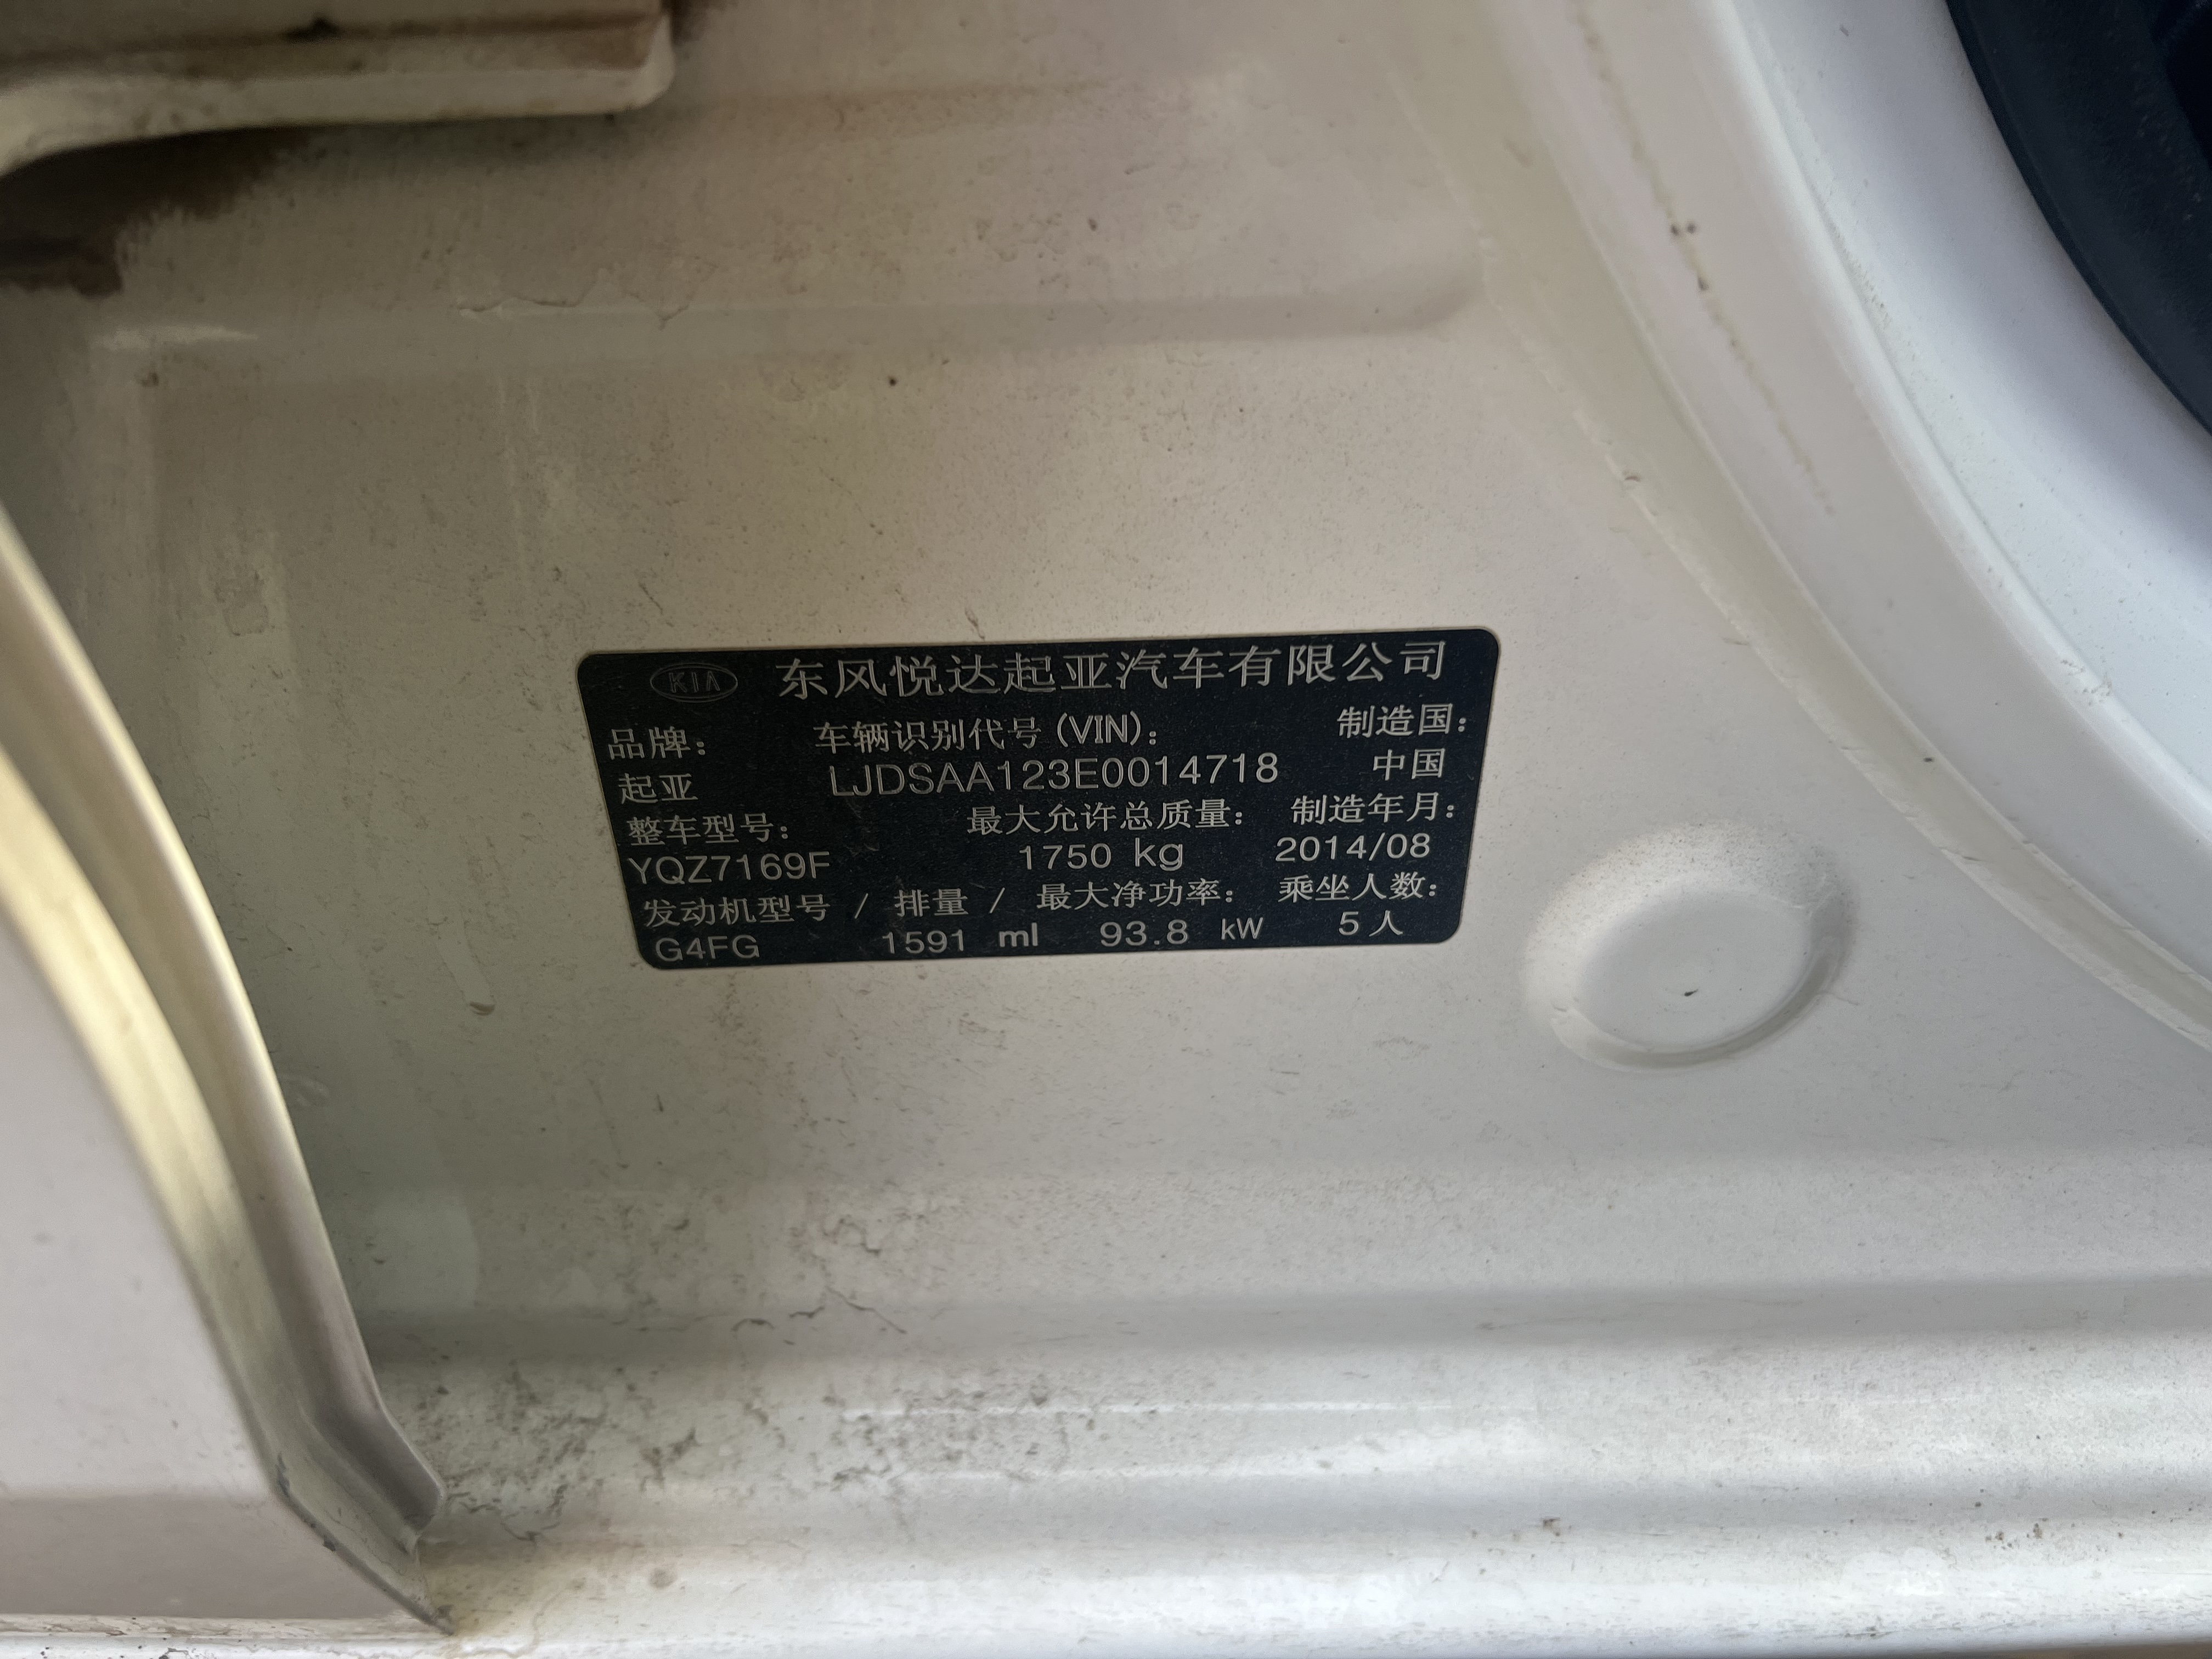 KIA 东风悦达起亚汽车有限公司
品牌： 车辆识别代号(VIN)： 制造国：
起亚 LJDSAA123E0014718 中国
整车型号： 最大允许总质量： 制造年月：
YQZ7169F 1750 kg 2014/08
发动机型号 / 排量 / 最大净功率： 乘坐人数：
G4FG 1591 ml 93.8 kW 5人